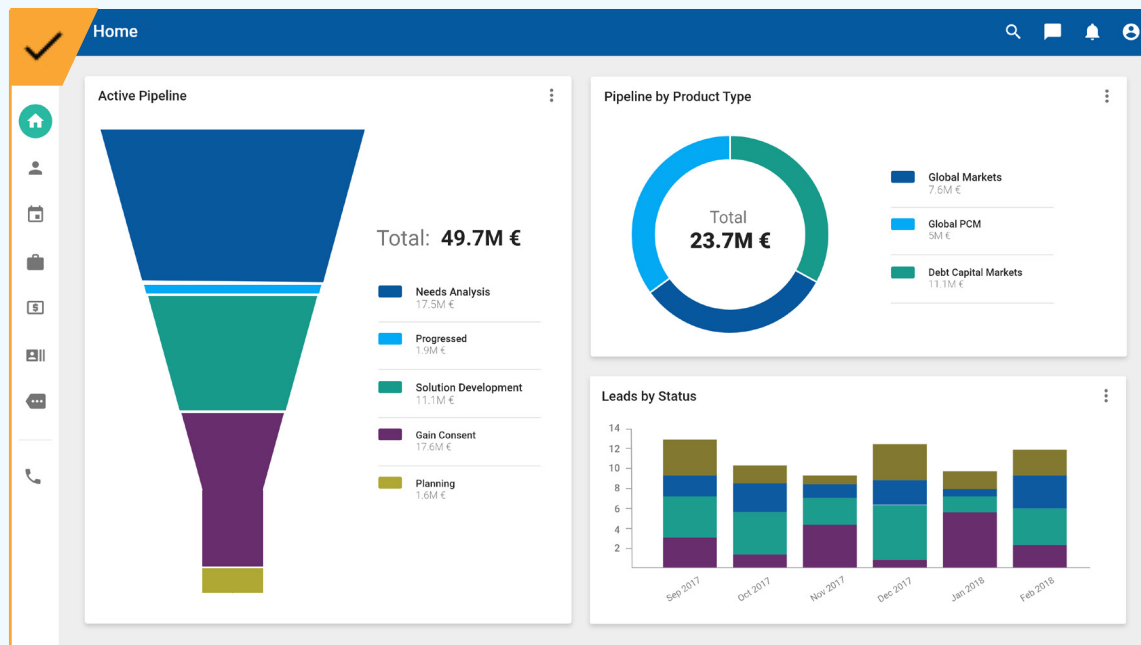 Home
Active Pipeline
Total: 49.7M €
Needs Analysis
17.5M €
Progressed
1.9M €
Solution Development
11.1M €
Gain Consent
17.6M €
Planning
1.6M €
Pipeline by Product Type
Total
23.7M €
Global Markets
7.6M €
Global PCM
5M €
Debt Capital Markets
11.1M €
Leads by Status
14
12
10
8
6
4
2
Sep 2017
Oct 2017
Nov 2017
Dec 2017
Jan 2018
Feb 2018